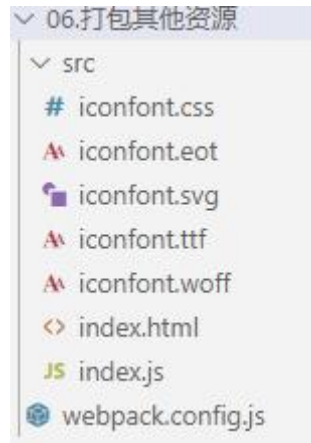 06.打包其他资源
src
# iconfont.css
iconfont.eot
iconfont.svg
iconfont.ttf
iconfont.woff
<> index.html
JS index.js
webpack.config.js